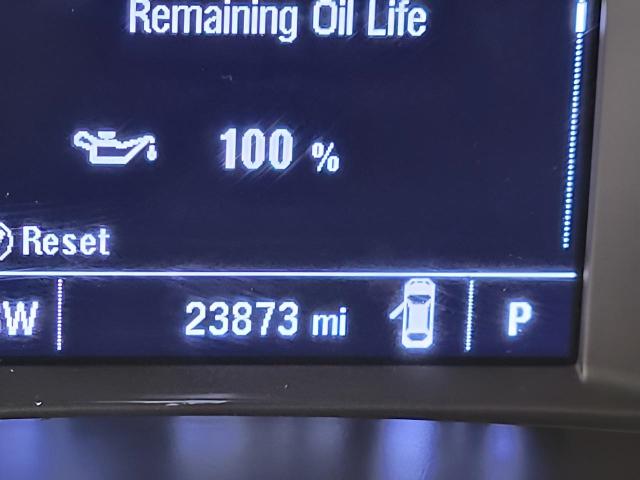 Remaining Oil Life
100 %
Reset
W 23873 mi P